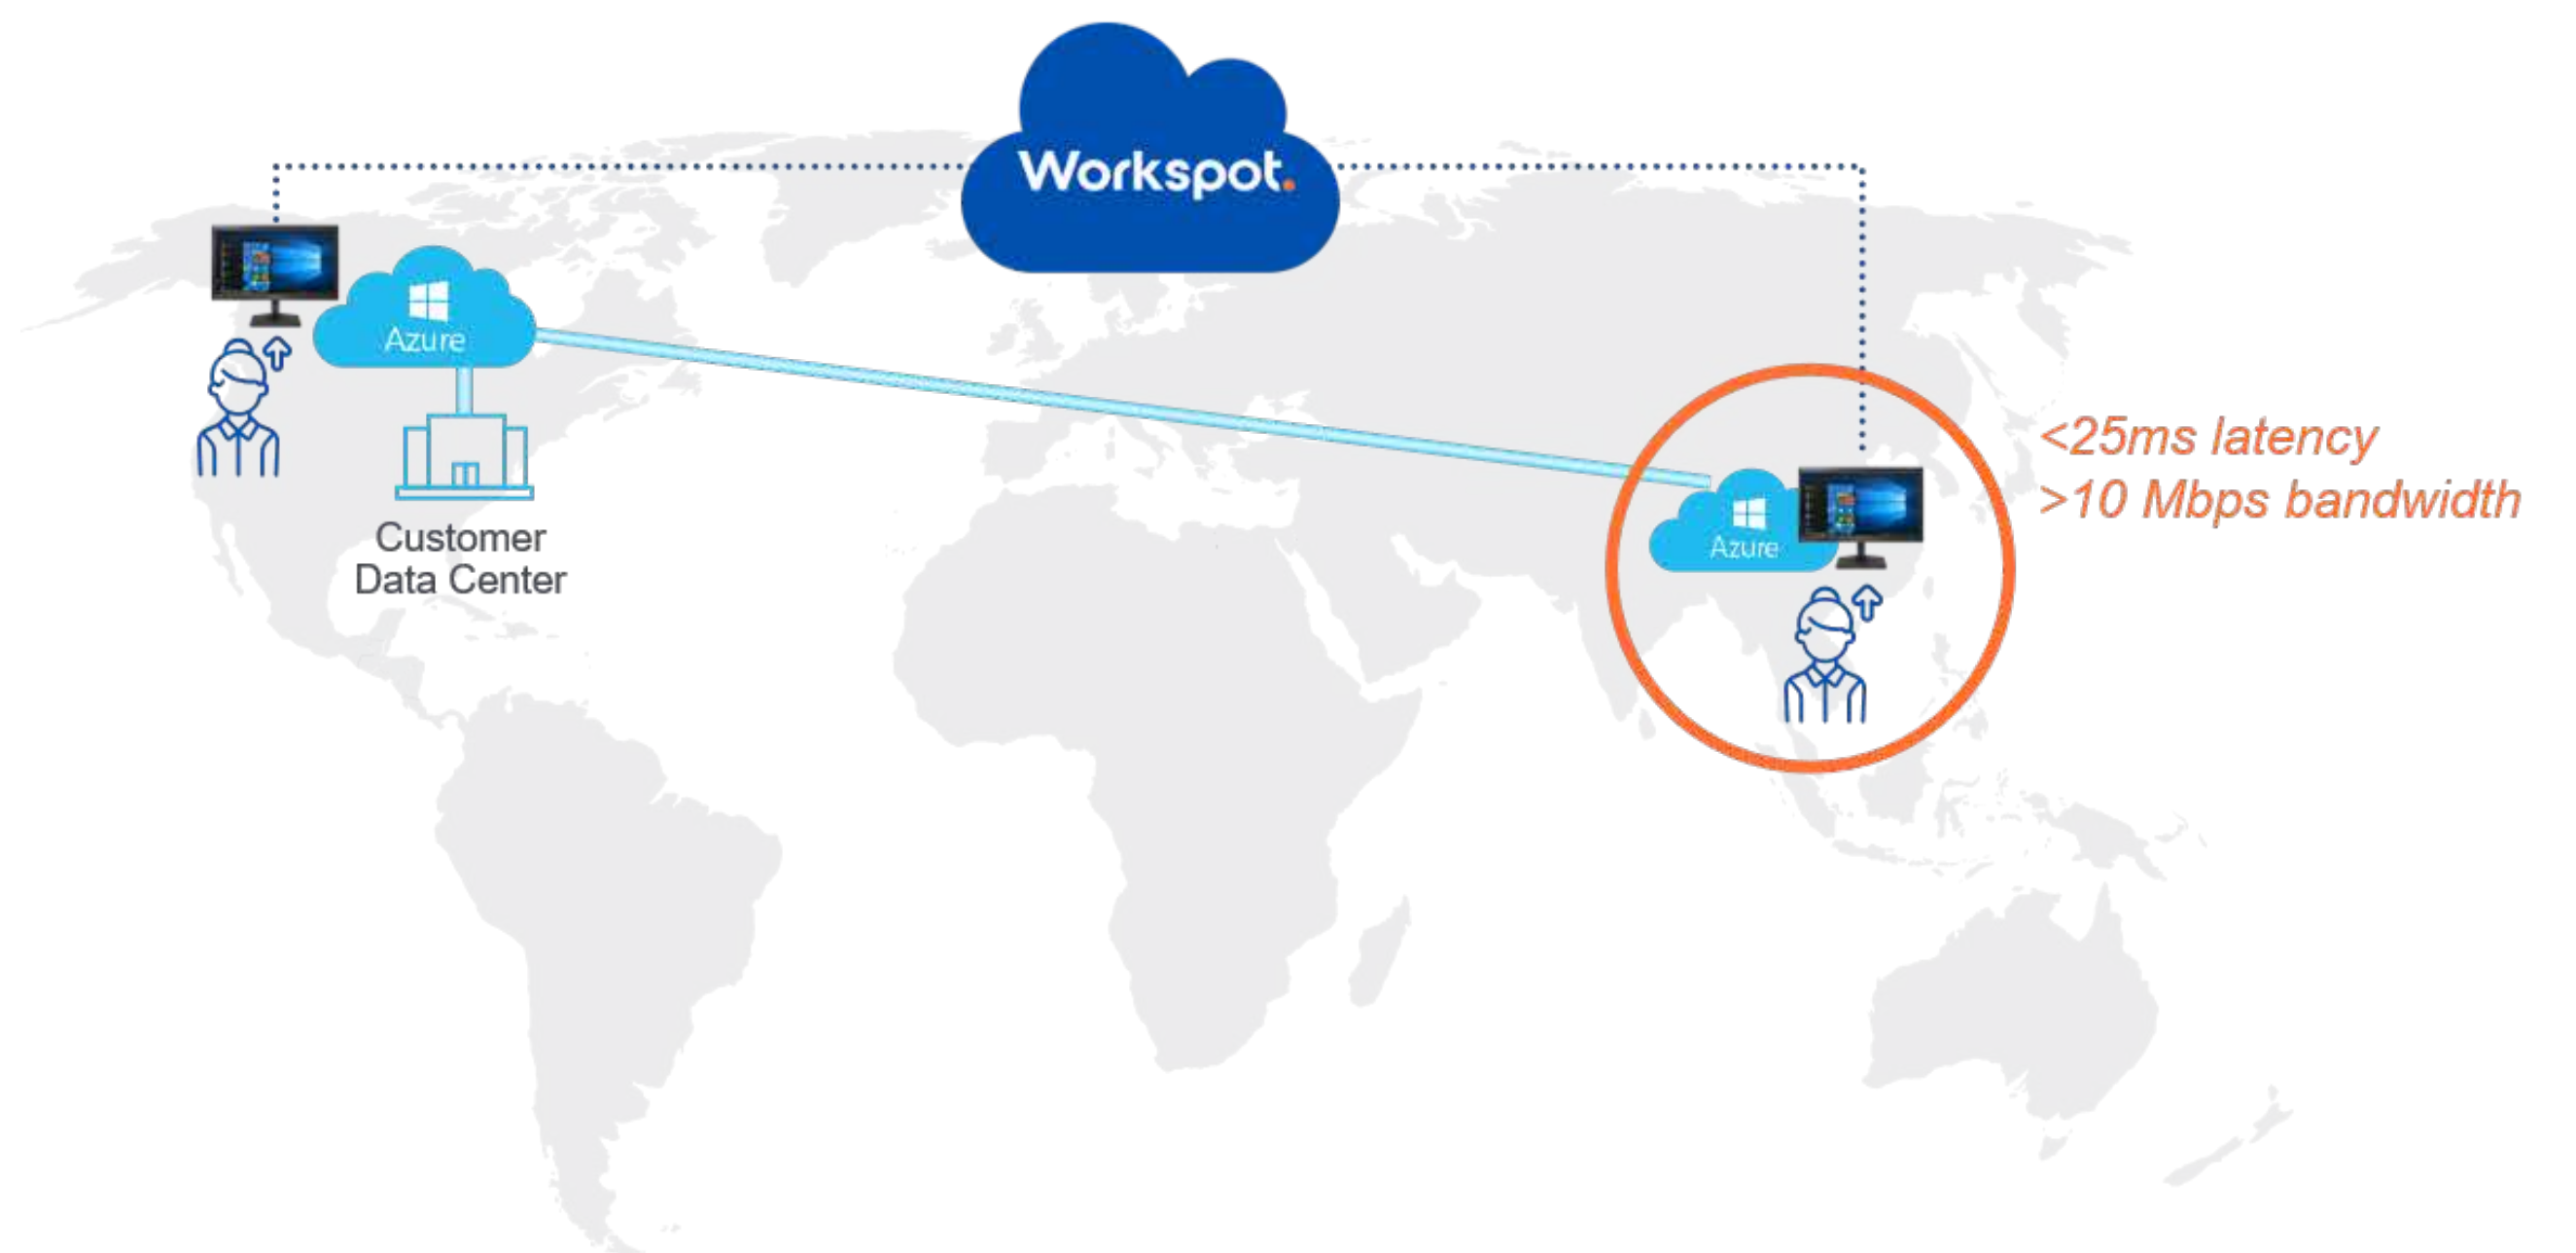 Workspot.
Azure
Customer
Data Center
<25ms latency
>10 Mbps bandwidth
Azure